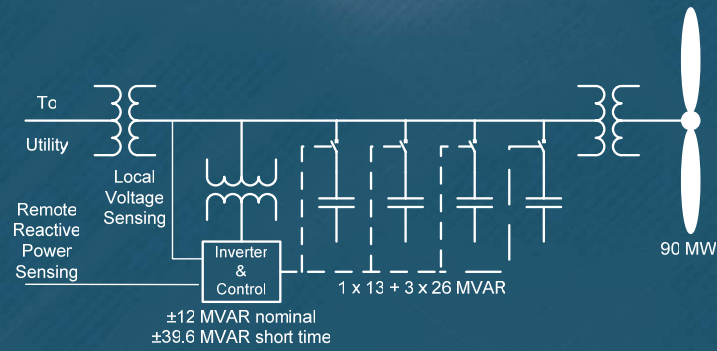 To
Utility
Local
Voltage
Sensing
Remote
Reactive
Power
Sensing
Inverter
&
Control
1 x 13 + 3 x 26 MVAR
90 MW
±12 MVAR nominal
±39.6 MVAR short time